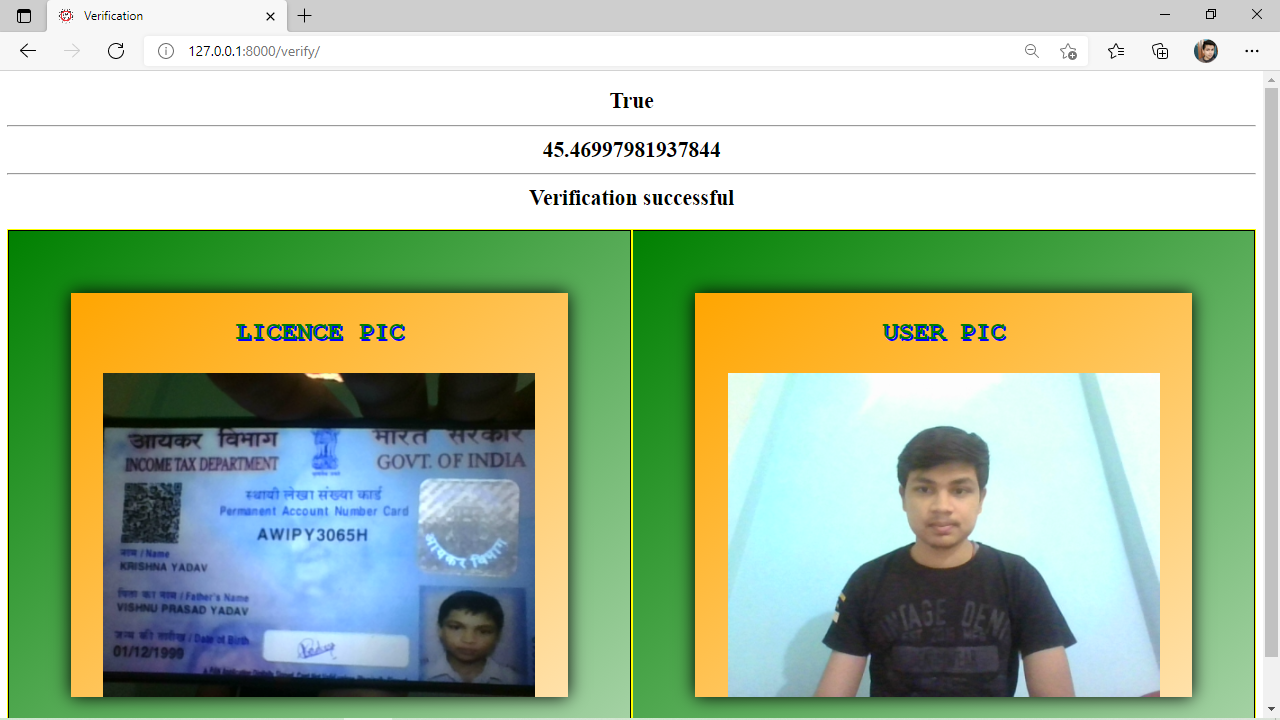 Verification
127.0.0.1:8000/verify/
True
45.46997981937844
Verification successful
LICENCE PIC
USER PIC
आयकर विभाग
भारत सरकार
INCOME TAX DEPARTMENT
GOVT. OF INDIA
स्थायी लेखा संख्या कार्ड
Permanent Account Number Card
AWIPY3065H
आयकर विभाग
नाम / Name
KRISHNA YADAV
पिता का नाम / Father's Name
VISHNU PRASAD YADAV
जन्म की तारीख / Date of Birth
01/12/1999
VINTAGE DENI